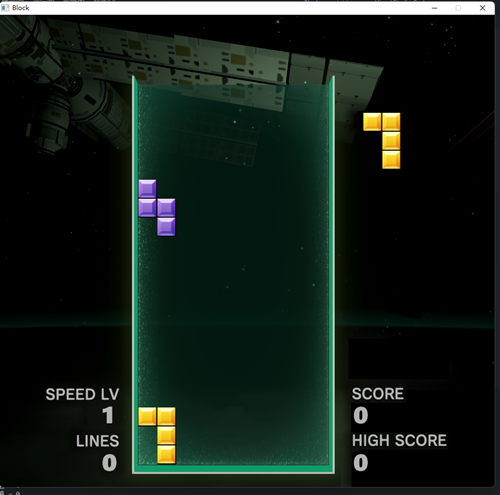 Block
SPEED LV
1
LINES
0
SCORE
0
HIGH SCORE
0